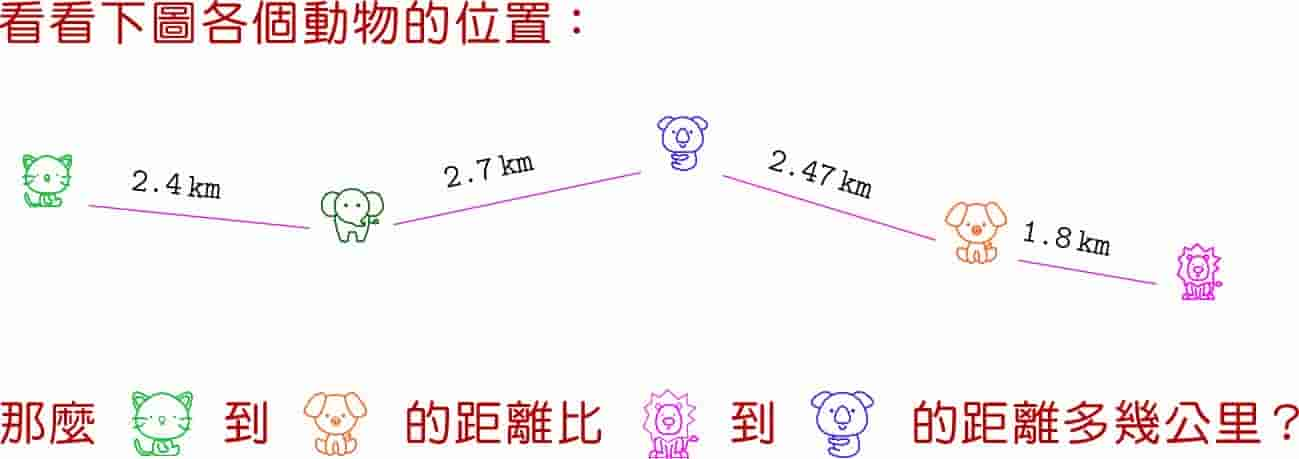 看看下圖各個動物的位置：
2.4 km
2.7 km
2.47 km
1.8 km
那麼 到 的距離比 到 的距離多幾公里？